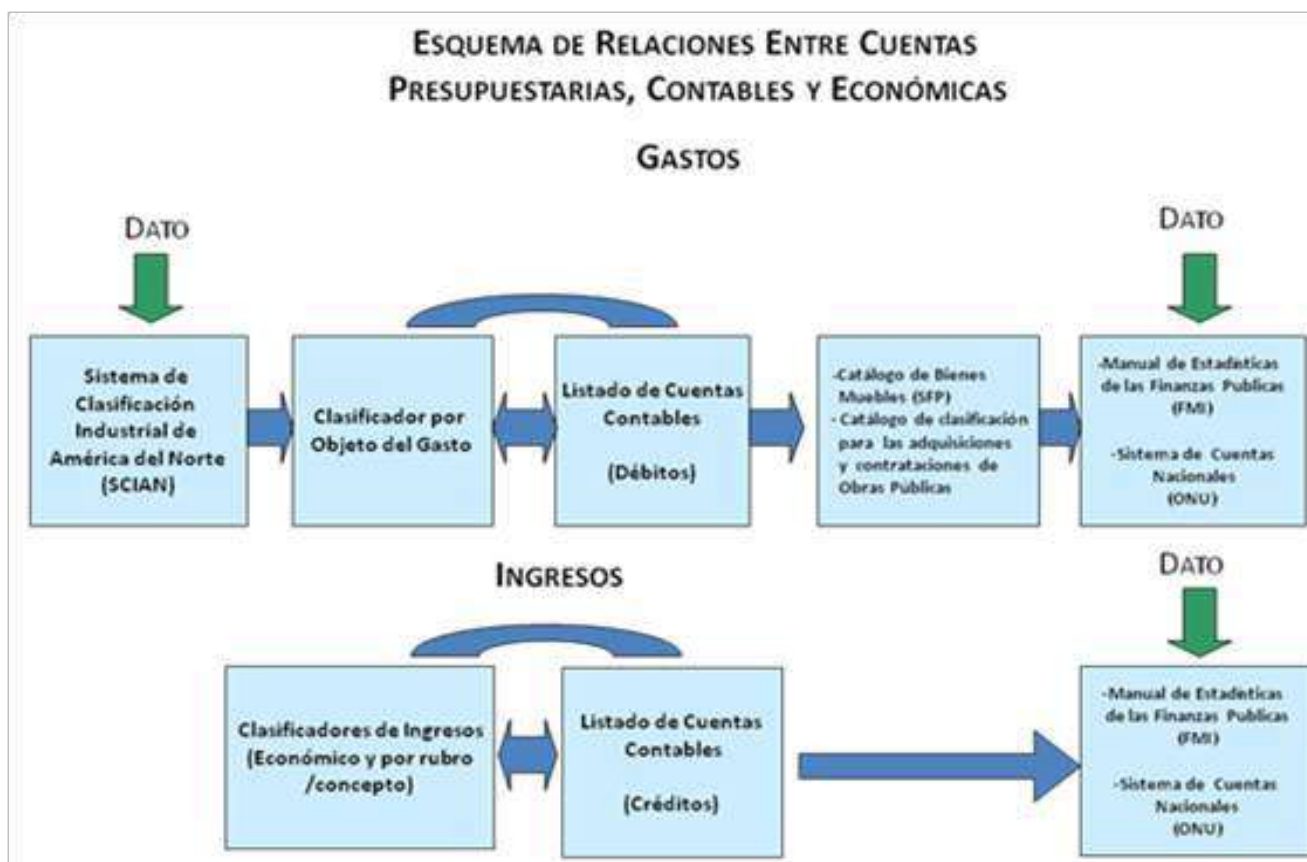 ESQUEMA DE RELACIONES ENTRE CUENTAS
PRESUPUESTARIAS, CONTABLES Y ECONÓMICAS
GASTOS
DATO
DATO
Sistema de
Clasificación
Industrial de
América del Norte
(SCIAN)
Clasificador por
Objeto del Gasto
Listado de Cuentas
Contables
(Débitos)
-Catálogo de Bienes
Muebles (SFP)
- Catálogo de clasificación
para las adquisiciones
y contrataciones de
Obras Públicas
-Manual de Estadísticas
de las Finanzas Publicas
(FMI)
-Sistema de Cuentas
Nacionales
(ONU)
INGRESOS
DATO
Clasificadores de Ingresos
(Económico y por rubro
/concepto)
Listado de Cuentas
Contables
(Créditos)
-Manual de Estadísticas
de las Finanzas Publicas
(FMI)
-Sistema de Cuentas
Nacionales
(ONU)